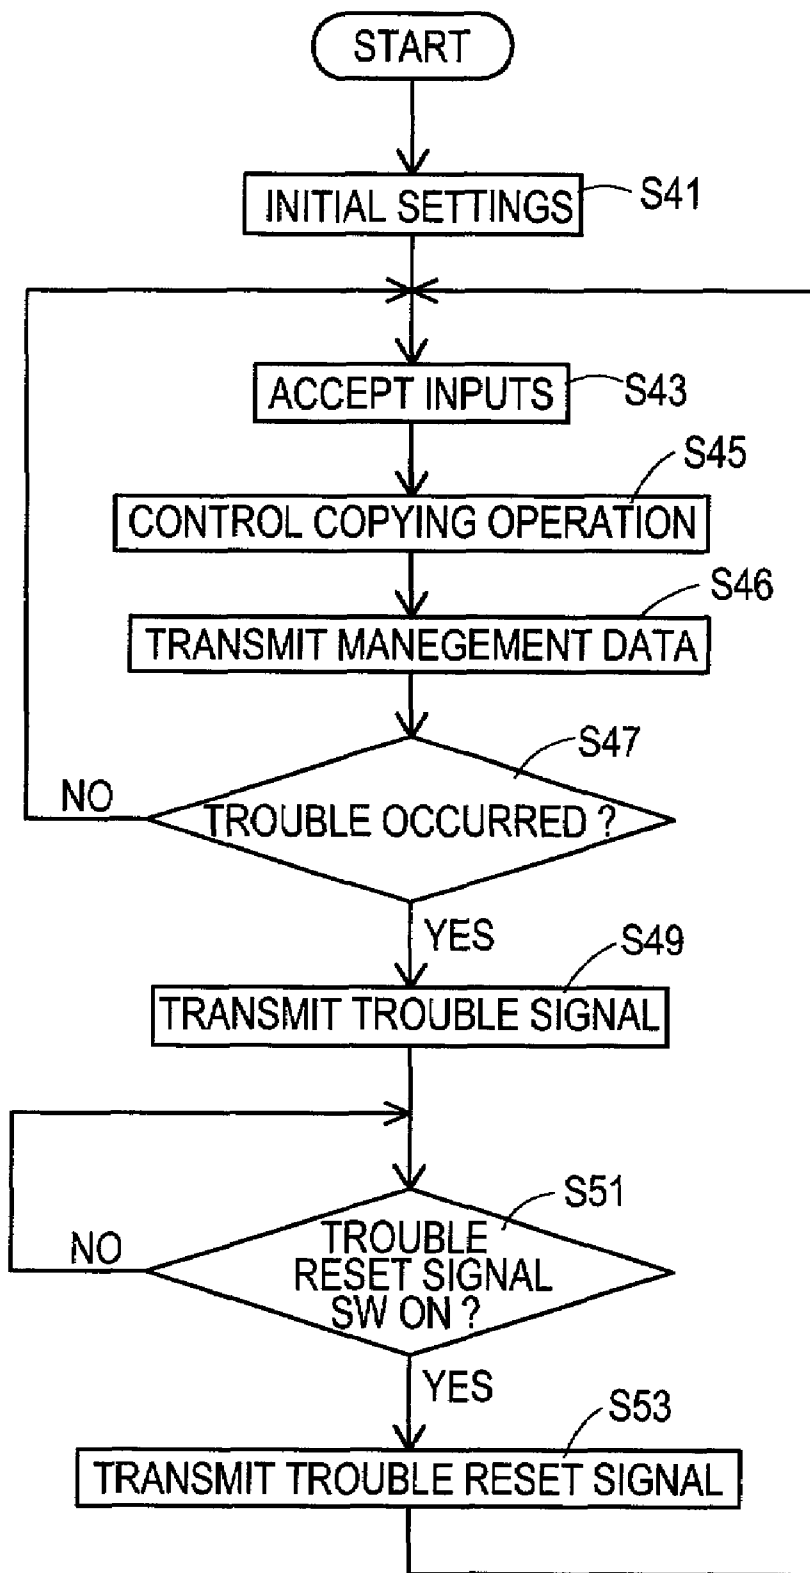 START
INITIAL SETTINGS
S41
ACCEPT INPUTS
S43
S45
CONTROL COPYING OPERATION
S46
TRANSMIT MANEGEMENT DATA
S47
NO
TROUBLE OCCURRED ?
YES
S49
TRANSMIT TROUBLE SIGNAL
S51
NO
TROUBLE
RESET SIGNAL
SW ON ?
YES
S53
TRANSMIT TROUBLE RESET SIGNAL